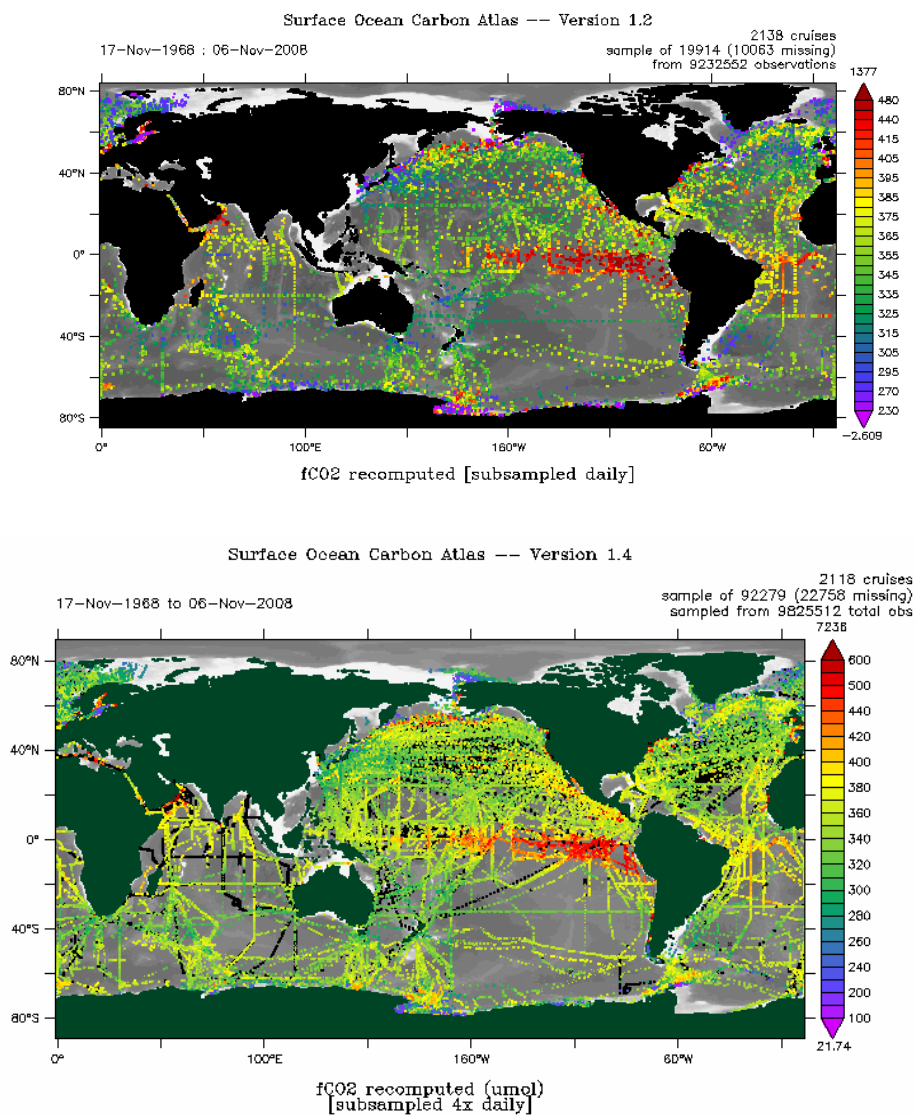 Surface Ocean Carbon Atlas -- Version 1.2
2138 cruises
17-Nov-1968 : 06-Nov-2008
sample of 19914 (10063 missing)
from 9232552 observations
1377
80°N
40°N
0°
40°S
80°S
480
440
415
405
395
385
375
365
355
345
335
325
315
305
295
270
230
-2.609
0°
100°E
160°W
60°W
fCO2 recomputed [subsampled daily]
Surface Ocean Carbon Atlas -- Version 1.4
2118 cruises
17-Nov-1968 to 06-Nov-2008
sample of 92279 (22758 missing)
sampled from 9825512 total obs
7236
80°N
40°N
0°
40°S
80°S
600
500
440
420
400
380
360
340
320
300
280
260
240
200
100
21.74
0°
100°E
160°W
60°W
fCO2 recomputed (umol)
[subsampled 4x daily]